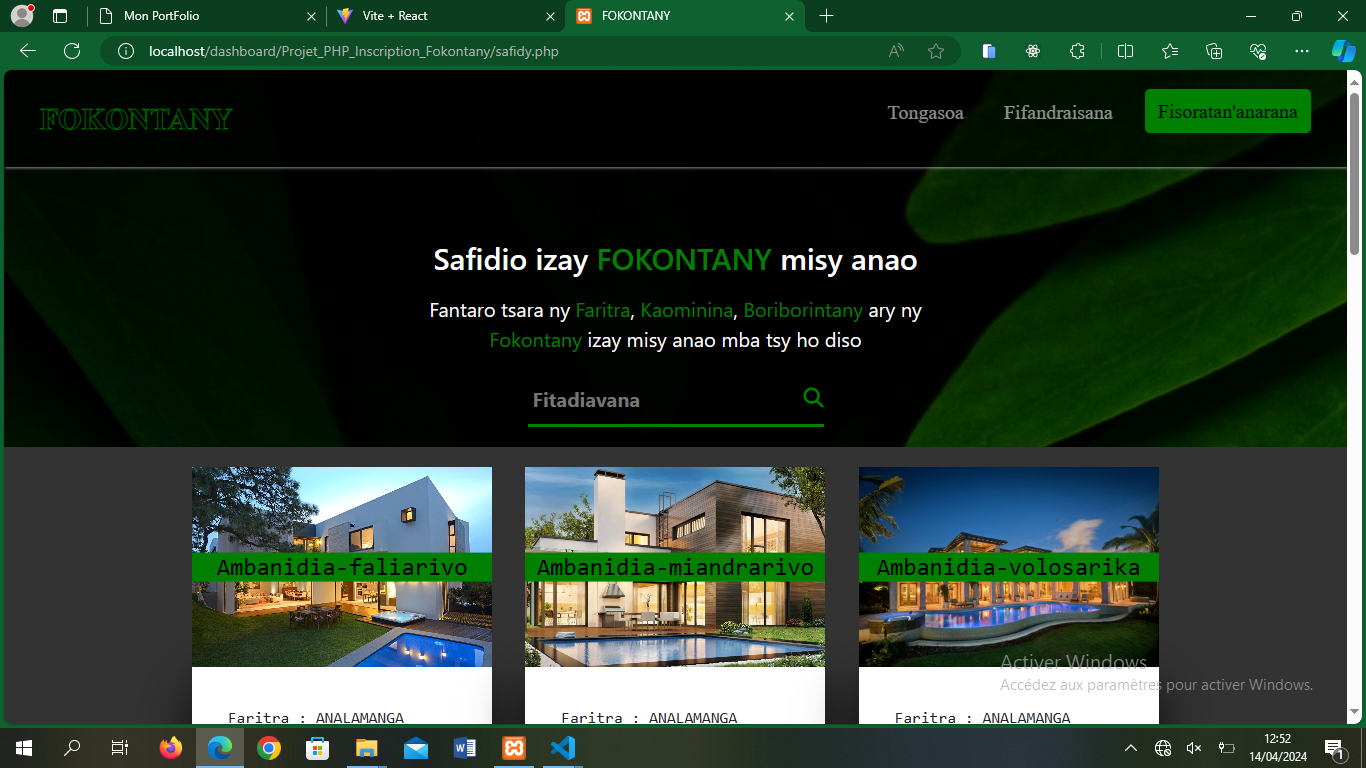 Mon PortFolio
Vite + React
FOKONTANY
localhost/dashboard/Projet_PHP_Inscription_Fokontany/safidy.php
FOKONTANY
Tongasoa
Fifandraisana
Fisoratan'anarana
Safidio izay FOKONTANY misy anao
Fantaro tsara ny Faritra, Kaominina, Boriborintany ary ny
Fokontany izay misy anao mba tsy ho diso
Fitadiavana
Ambanidia-faliarivo
Ambanidia-miandrarivo
Ambanidia-volosarika
Faritra : ANALAMANGA
Faritra : ANALAMANGA
Faritra : ANALAMANGA
Activer Windows
Accédez aux paramètres pour activer Windows.
12:52
14/04/2024
1